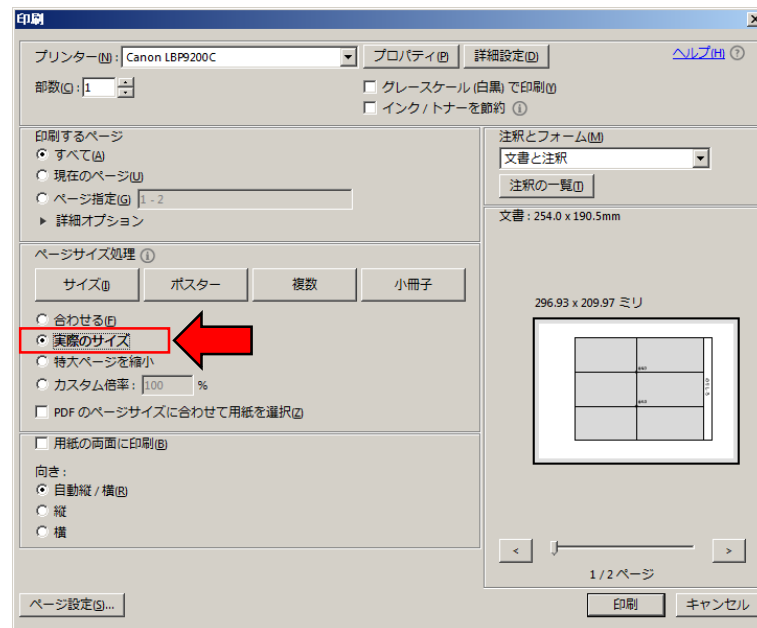 印刷
プリンター(N): Canon LBP9200C プロパティ(P) 詳細設定(D) ヘルプ(H)
部数(C): 1 グレースケール (白黒) で印刷(Y)
インク / トナーを節約
印刷するページ
すべて(A)
現在のページ(U)
ページ指定(G) 1 - 2
詳細オプション
ページサイズ処理
サイズ(I) ポスター 複数 小冊子
合わせる(F)
実際のサイズ
特大ページを縮小
カスタム倍率: 100 %
PDF のページサイズに合わせて用紙を選択(Z)
用紙の両面に印刷(B)
向き:
自動縦 / 横(R)
縦
横
注釈とフォーム(M)
文書と注釈
注釈の一覧(T)
文書: 254.0 x 190.5mm
296.93 x 209.97 ミリ
< >
1 / 2 ページ
ページ設定(S)... 印刷 キャンセル